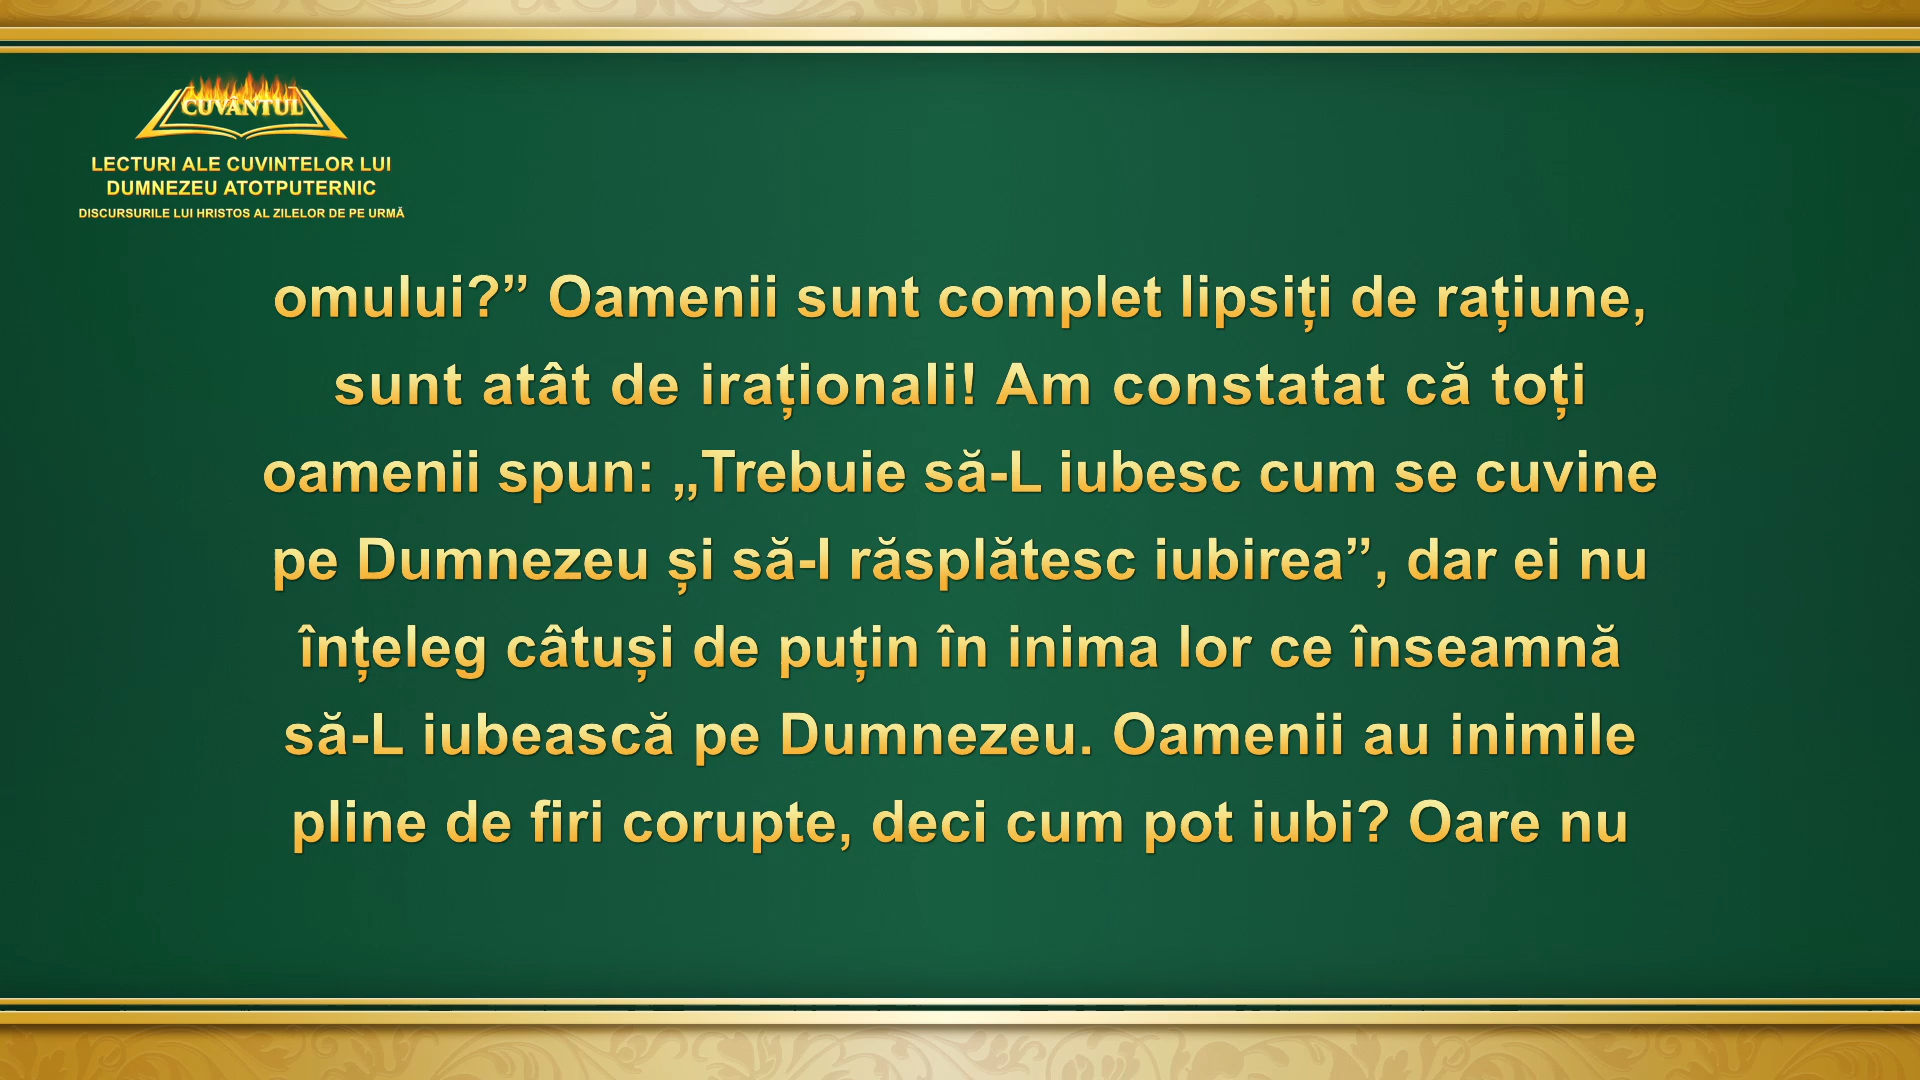 CUVÂNTUL
LECTURI ALE CUVINTELOR LUI
DUMNEZEU ATOTPUTERNIC
DISCURSURILE LUI HRISTOS AL ZILELOR DE PE URMĂ
omului?” Oamenii sunt complet lipsiți de rațiune,
sunt atât de iraționali! Am constatat că toți
oamenii spun: „Trebuie să-L iubesc cum se cuvine
pe Dumnezeu și să-I răsplătesc iubirea”, dar ei nu
înțeleg câtuși de puțin în inima lor ce înseamnă
să-L iubească pe Dumnezeu. Oamenii au inimile
pline de firi corupte, deci cum pot iubi? Oare nu